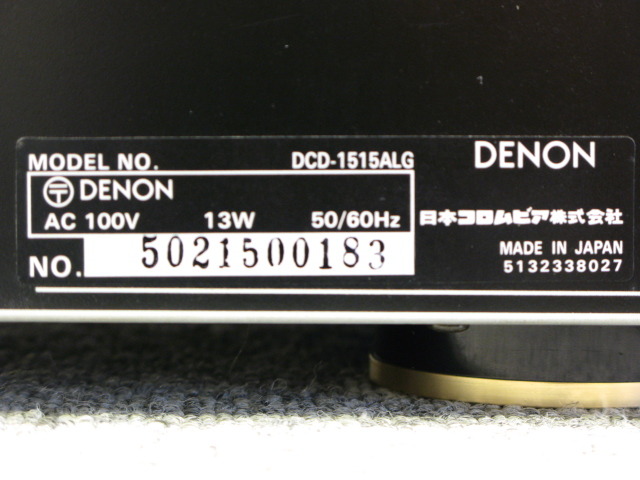 MODEL NO. DCD-1515ALG
〒 DENON
AC 100V 13W 50/60Hz
NO. 5021500183
DENON
日本コロムビア株式会社
MADE IN JAPAN
5132338027